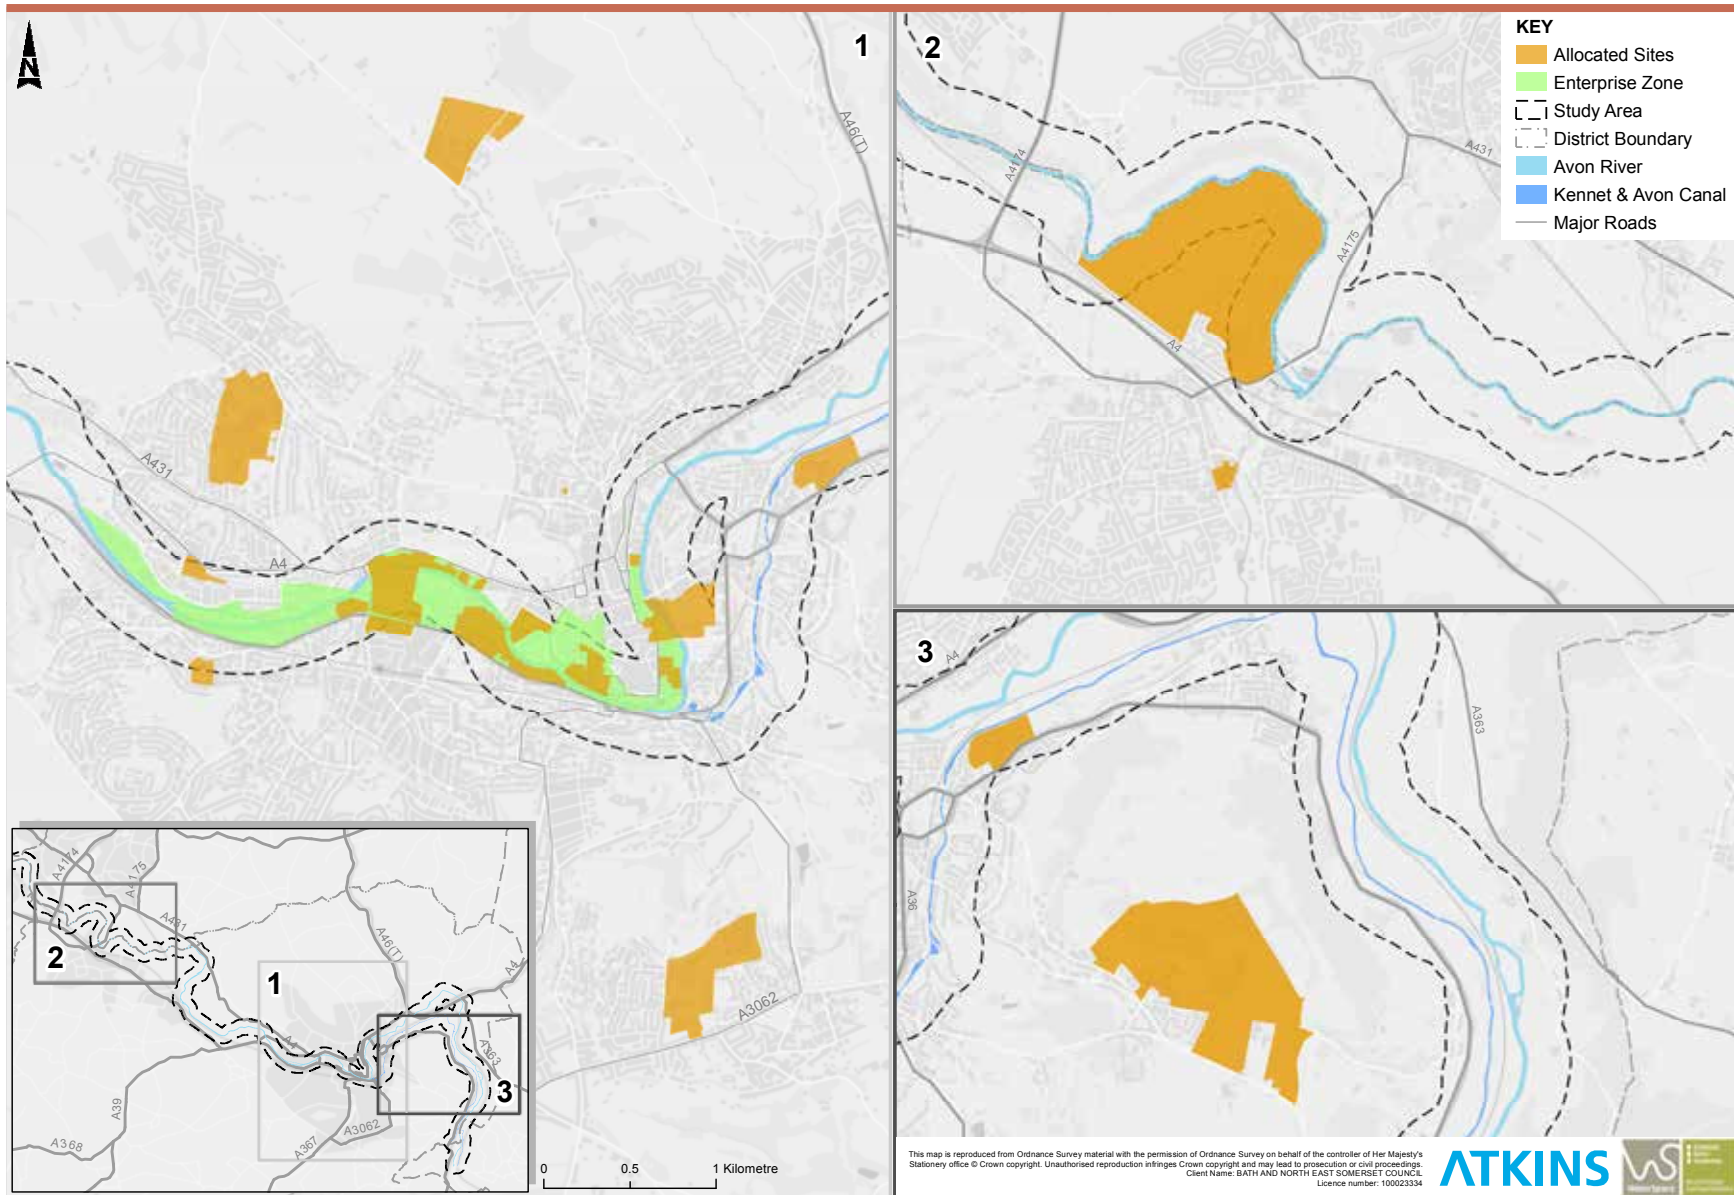 N
1
A46(T)
A431
A4
A3062
2
A4174
A431
A4175
A4
KEY
Allocated Sites
Enterprise Zone
Study Area
District Boundary
Avon River
Kennet & Avon Canal
Major Roads
3
A4
A363
A36
A4174
A4175
A431
2
1
A46(T)
A4
A4
A363
3
A39
A368
A367
A3062
0 0.5 1 Kilometre
This map is reproduced from Ordnance Survey material with the permission of Ordnance Survey on behalf of the controller of Her Majesty's
Stationery office © Crown copyright. Unauthorised reproduction infringes Crown copyright and may lead to prosecution or civil proceedings.
Client Name: BATH AND NORTH EAST SOMERSET COUNCIL
Licence number: 100023334
ATKINS